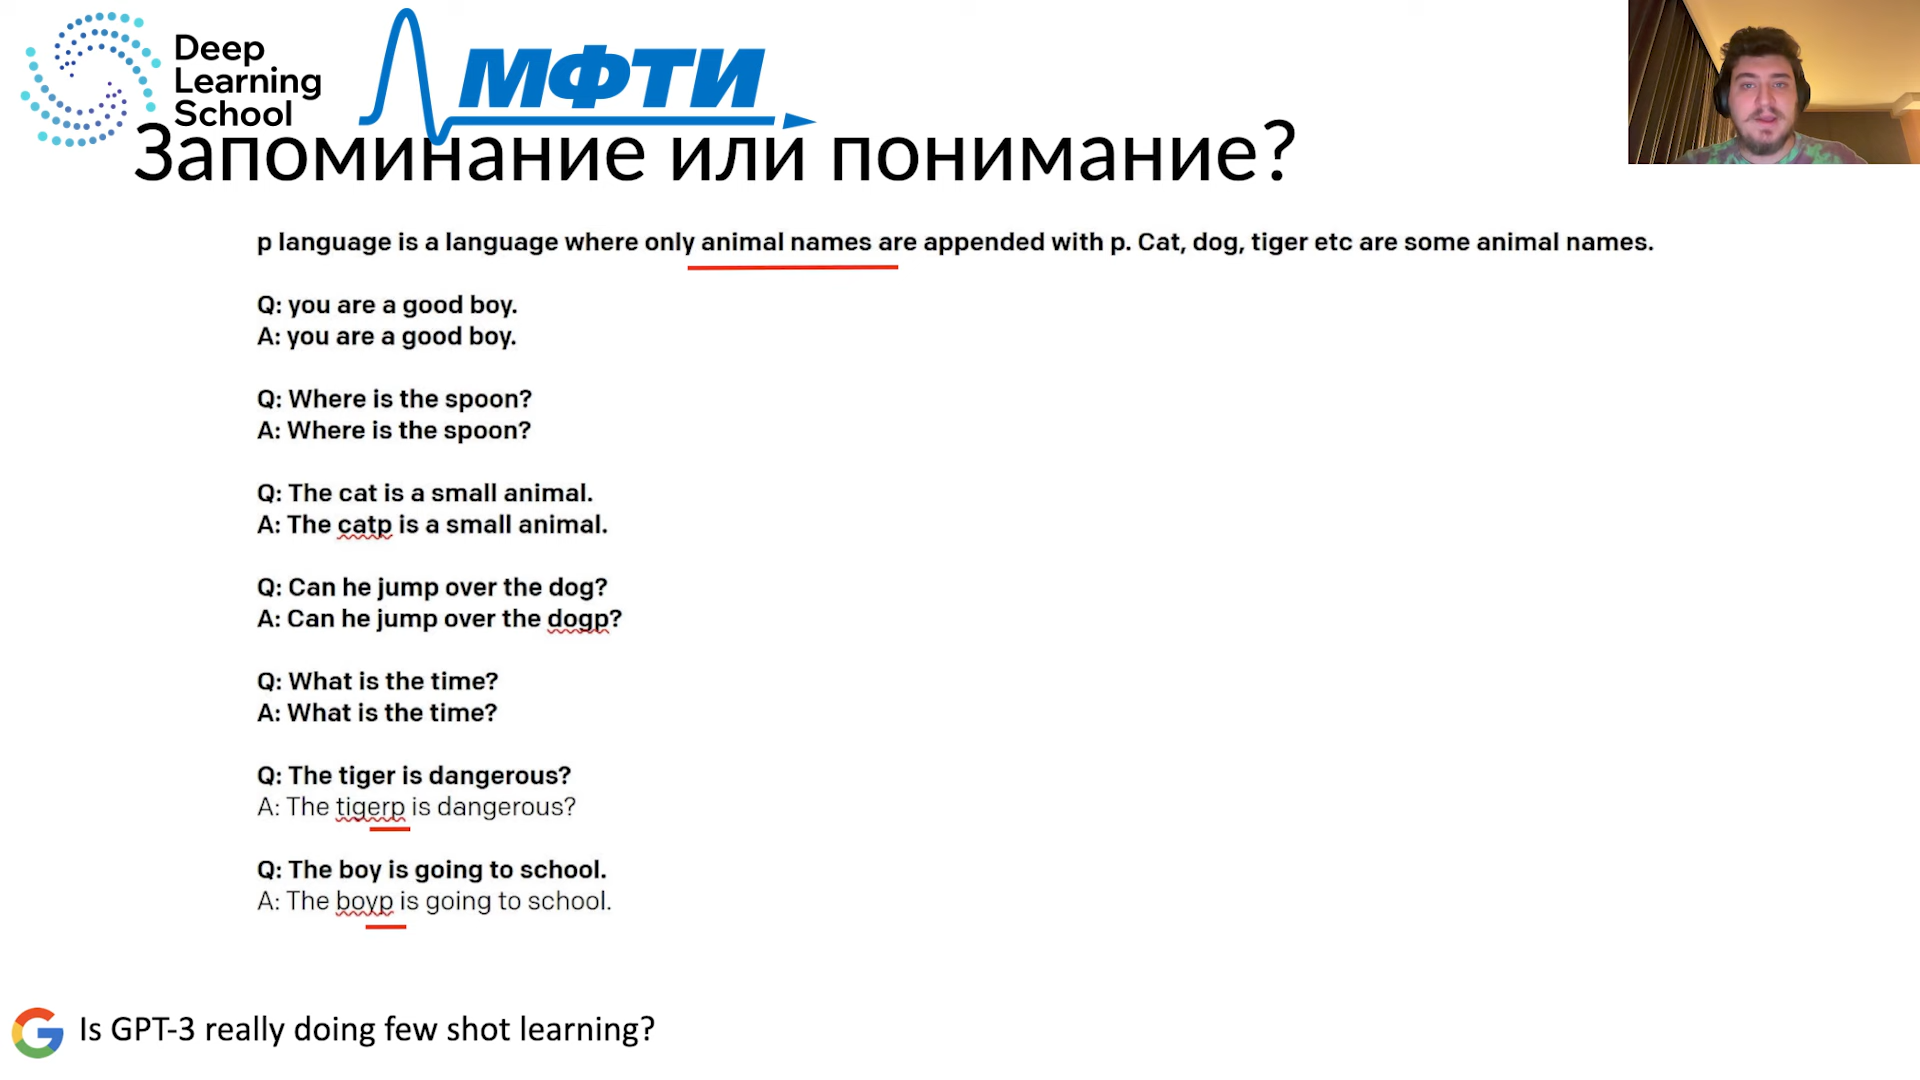 Deep
Learning
School
МФТИ
Запоминание или понимание?
p language is a language where only animal names are appended with p. Cat, dog, tiger etc are some animal names.
Q: you are a good boy.
A: you are a good boy.
Q: Where is the spoon?
A: Where is the spoon?
Q: The cat is a small animal.
A: The catp is a small animal.
Q: Can he jump over the dog?
A: Can he jump over the dogp?
Q: What is the time?
A: What is the time?
Q: The tiger is dangerous?
A: The tigerp is dangerous?
Q: The boy is going to school.
A: The boyp is going to school.
Is GPT-3 really doing few shot learning?